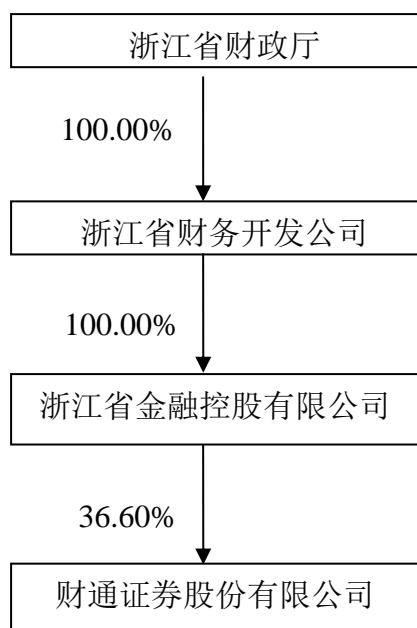 浙江省财政厅
100.00%
浙江省财务开发公司
100.00%
浙江省金融控股有限公司
36.60%
财通证券股份有限公司